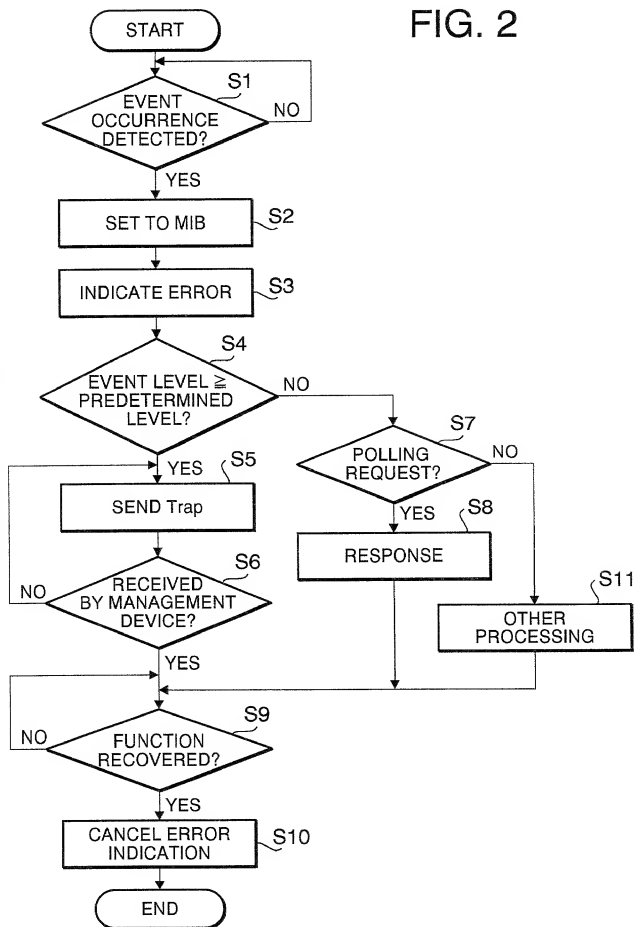 FIG. 2
START
S1
EVENT
OCCURRENCE
DETECTED?
NO
YES
SET TO MIB
S2
INDICATE ERROR
S3
S4
EVENT LEVEL ≧
PREDETERMINED
LEVEL?
NO
YES
S5
SEND Trap
S6
RECEIVED
BY MANAGEMENT
DEVICE?
NO
YES
S7
POLLING
REQUEST?
NO
YES
S8
RESPONSE
S11
OTHER
PROCESSING
S9
FUNCTION
RECOVERED?
NO
YES
CANCEL ERROR
INDICATION
S10
END